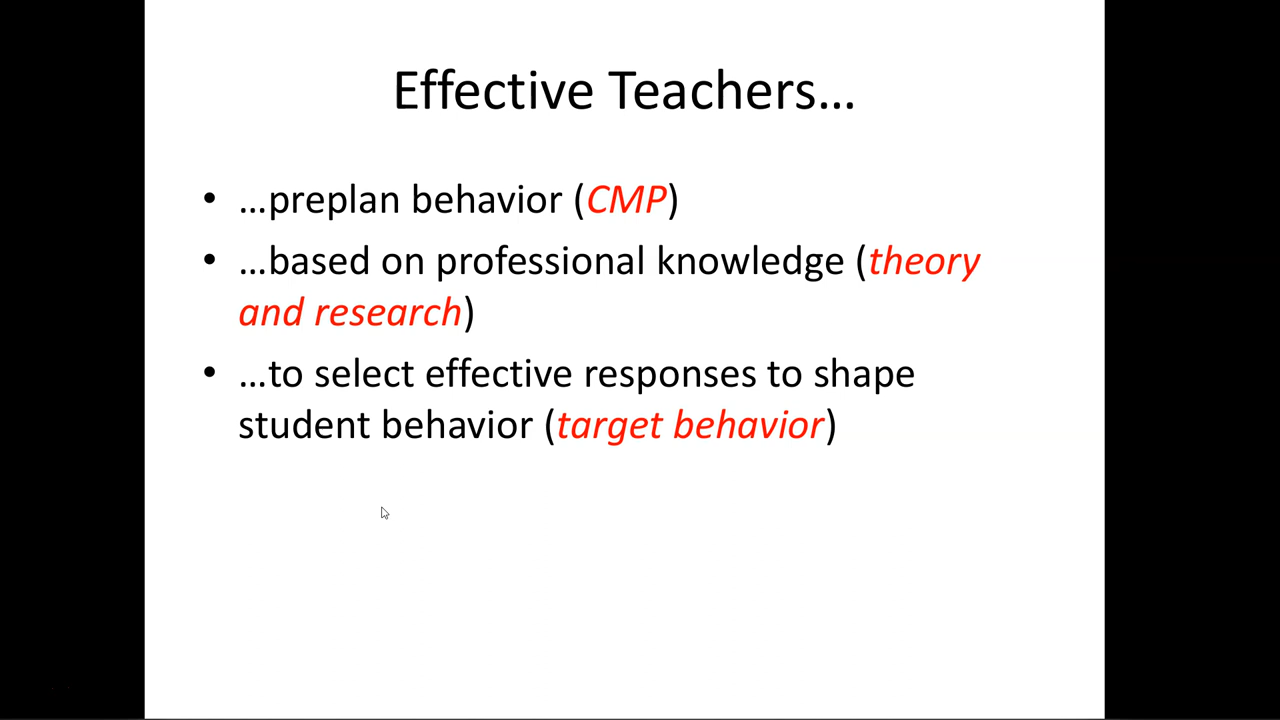 Effective Teachers…
• …preplan behavior (CMP)
• …based on professional knowledge (theory
and research)
• …to select effective responses to shape
student behavior (target behavior)